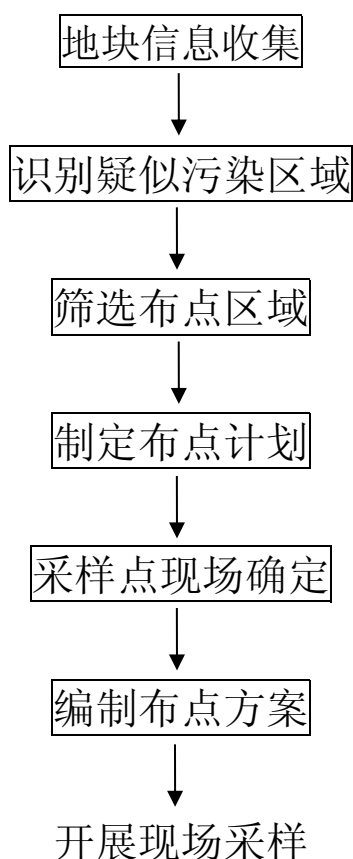 地块信息收集
识别疑似污染区域
筛选布点区域
制定布点计划
采样点现场确定
编制布点方案
开展现场采样